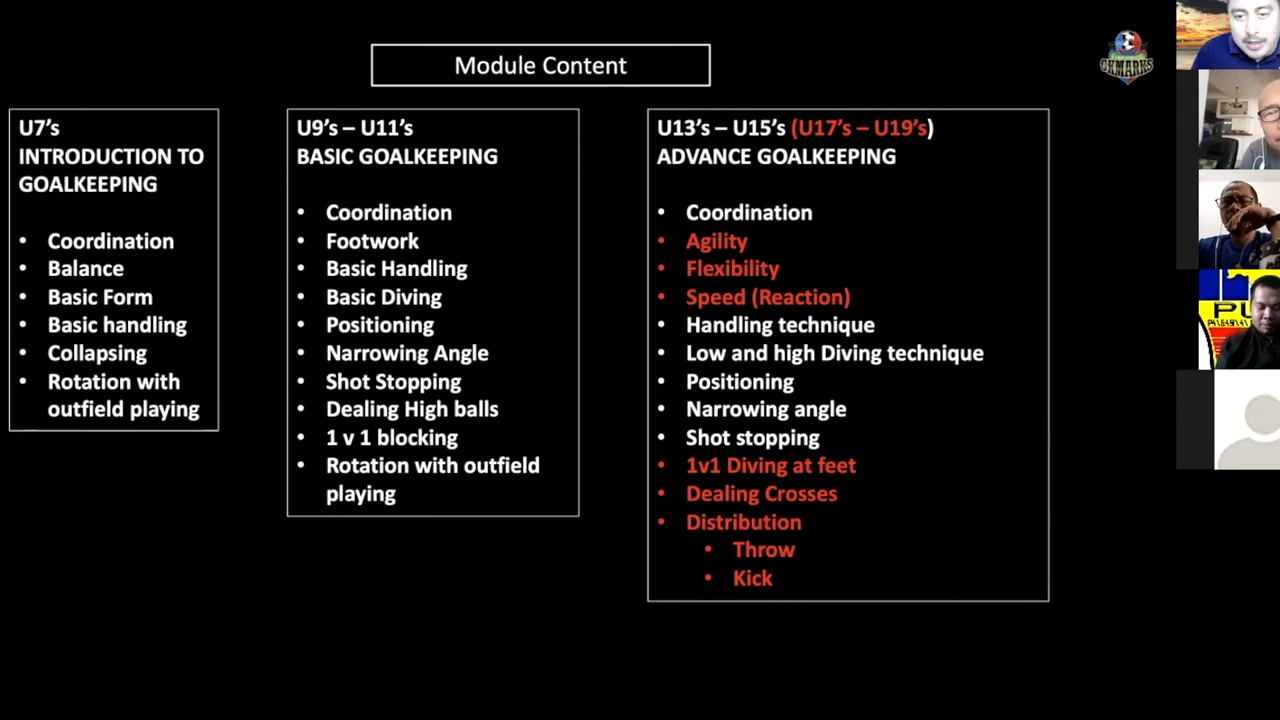 Module Content
GKMARKS
U7's
INTRODUCTION TO
GOALKEEPING
• Coordination
• Balance
• Basic Form
• Basic handling
• Collapsing
• Rotation with
outfield playing
U9's – U11's
BASIC GOALKEEPING
• Coordination
• Footwork
• Basic Handling
• Basic Diving
• Positioning
• Narrowing Angle
• Shot Stopping
• Dealing High balls
• 1 v 1 blocking
• Rotation with outfield
playing
U13's – U15's (U17's – U19's)
ADVANCE GOALKEEPING
• Coordination
• Agility
• Flexibility
• Speed (Reaction)
• Handling technique
• Low and high Diving technique
• Positioning
• Narrowing angle
• Shot stopping
• 1v1 Diving at feet
• Dealing Crosses
• Distribution
• Throw
• Kick